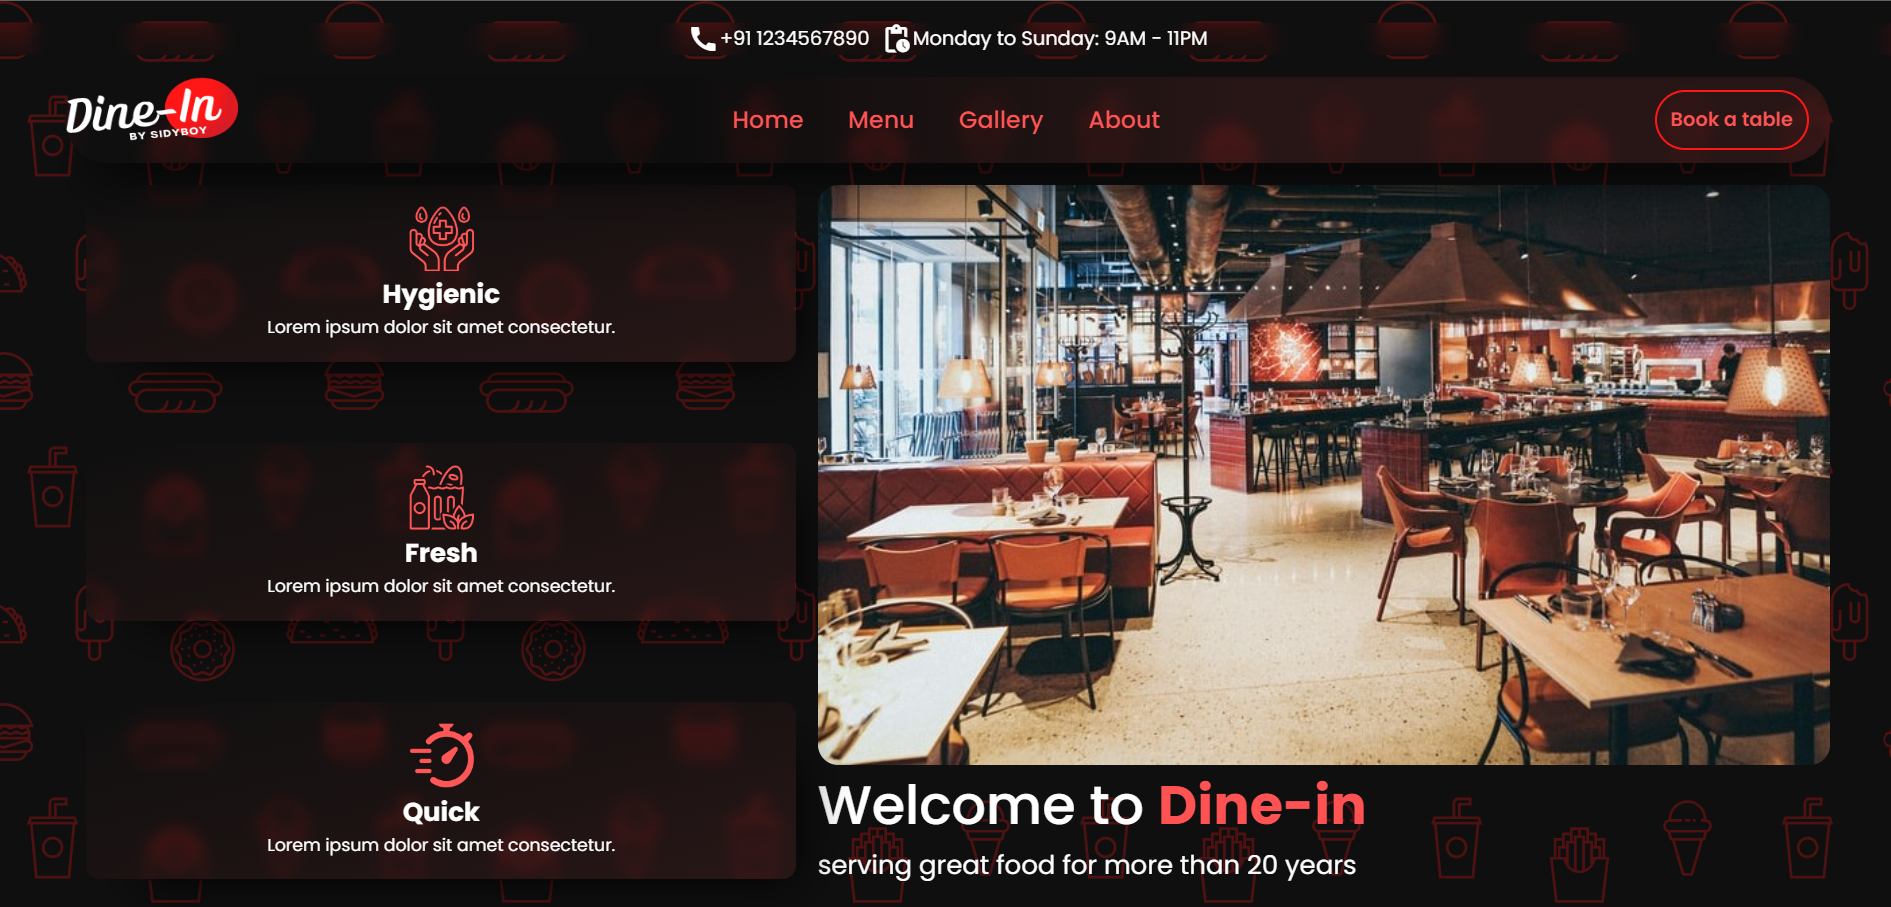 +91 1234567890 Monday to Sunday: 9AM - 11PM
Dine-In
BY SIDYBOY
Home Menu Gallery About
Book a table
Hygienic
Lorem ipsum dolor sit amet consectetur.
Fresh
Lorem ipsum dolor sit amet consectetur.
Quick
Lorem ipsum dolor sit amet consectetur.
Welcome to Dine-in
serving great food for more than 20 years